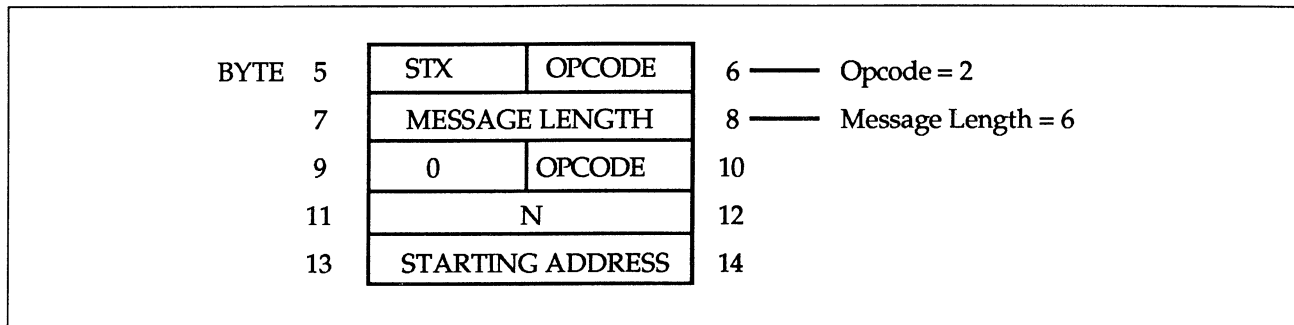 BYTE 5 STX OPCODE 6 Opcode = 2
7 MESSAGE LENGTH 8 Message Length = 6
9 0 OPCODE 10
11 N 12
13 STARTING ADDRESS 14